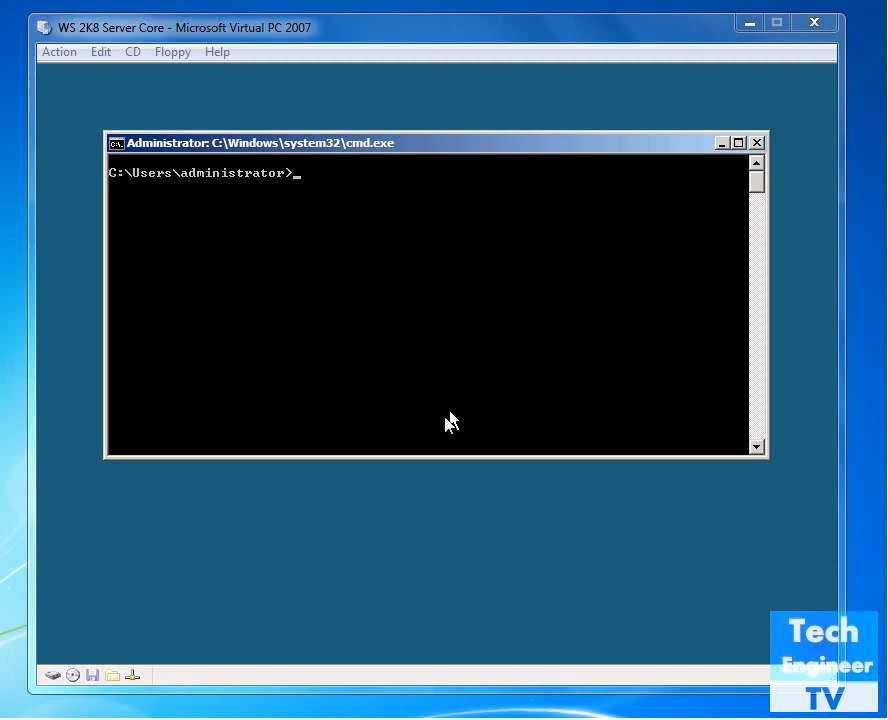 WS 2K8 Server Core - Microsoft Virtual PC 2007
Action Edit CD Floppy Help
Administrator: C:\Windows\system32\cmd.exe
C:\Users\administrator>_
Tech
Engineer
TV